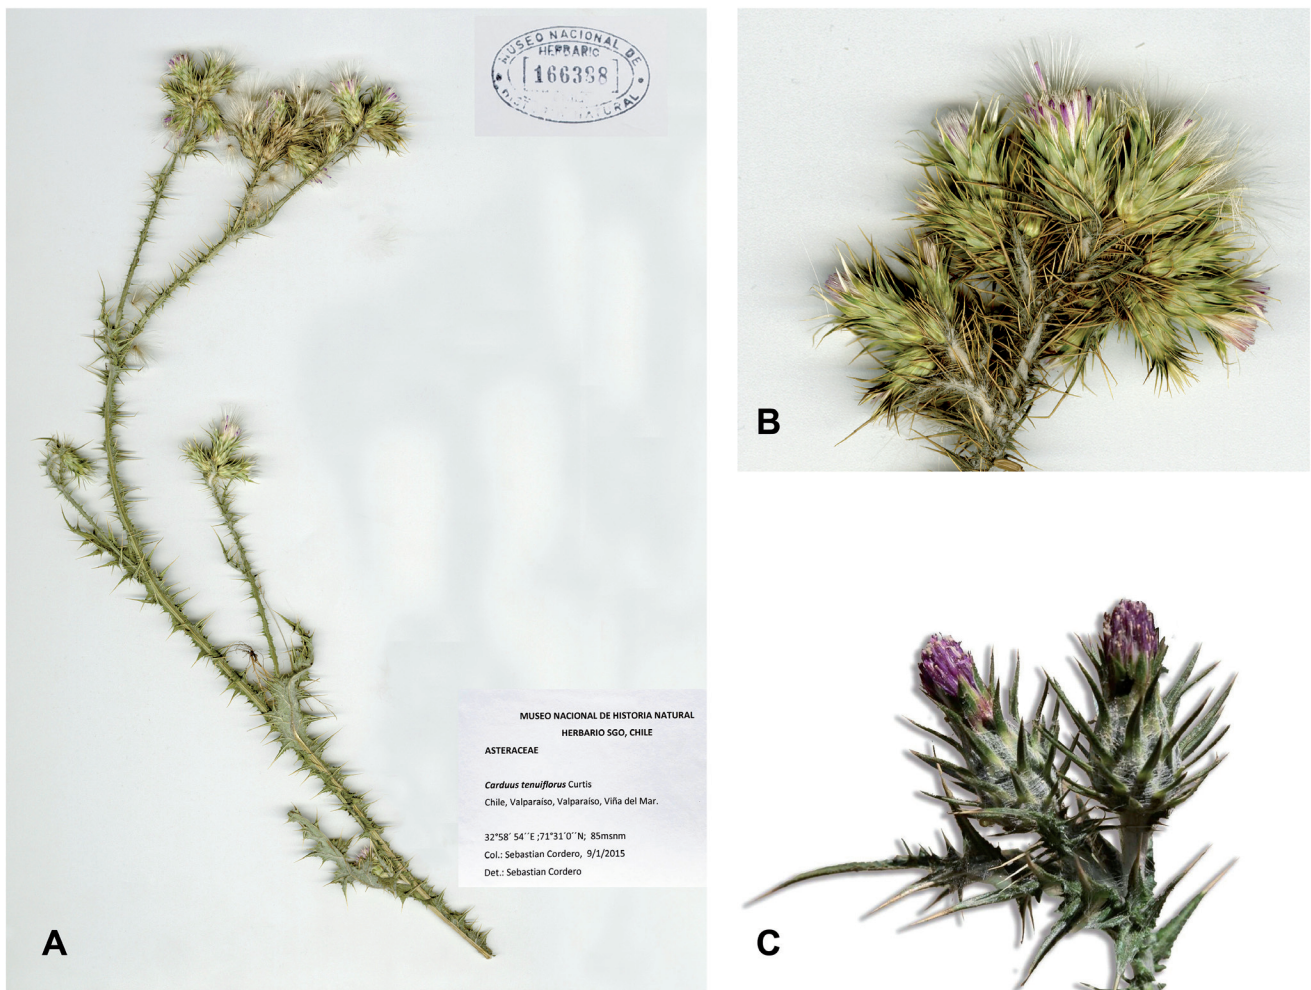 MUSEO NACIONAL DE
HERBARIO
166388
NATURAL
MUSEO NACIONAL DE HISTORIA NATURAL
HERBARIO SGO, CHILE
ASTERACEAE
Carduus tenuiflorus Curtis
Chile, Valparaíso, Valparaíso, Viña del Mar.
32°58´ 54´´E ;71°31´0´´N; 85msnm
Col.: Sebastian Cordero, 9/1/2015
Det.: Sebastian Cordero
A
B
C